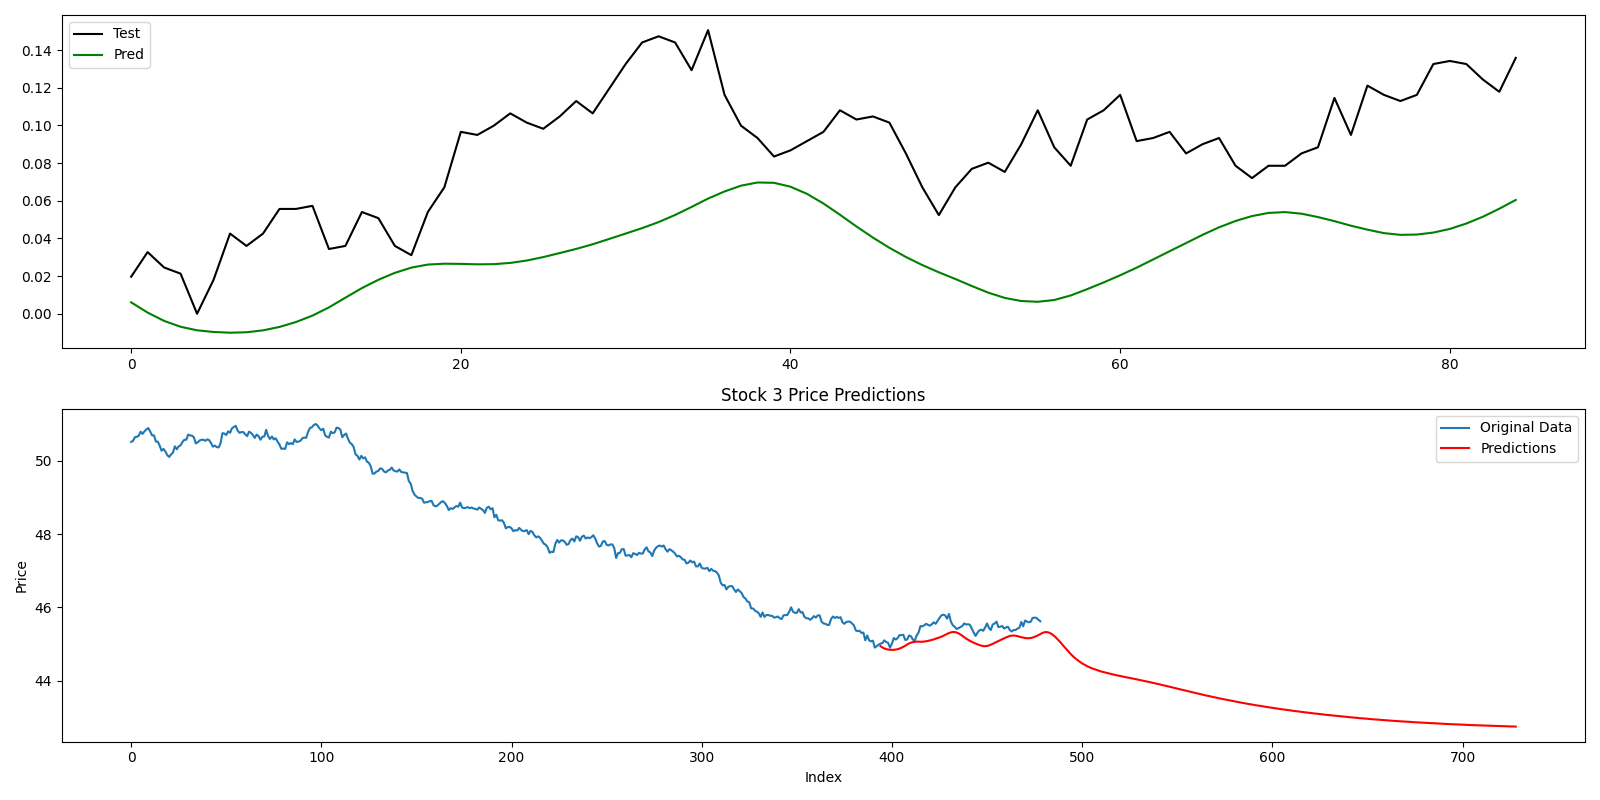 Test
Pred
0.14
0.12
0.10
0.08
0.06
0.04
0.02
0.00
0 20 40 60 80
Stock 3 Price Predictions
Original Data
Predictions
50
48
46
44
Price
0 100 200 300 400 500 600 700
Index